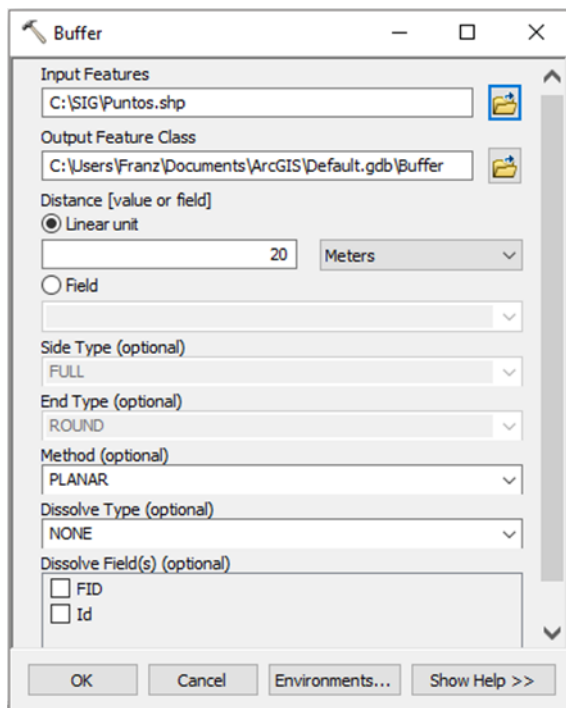 Buffer
Input Features
C:\SIG\Puntos.shp
Output Feature Class
C:\Users\Franz\Documents\ArcGIS\Default.gdb\Buffer
Distance [value or field]
Linear unit
20 Meters
Field
Side Type (optional)
FULL
End Type (optional)
ROUND
Method (optional)
PLANAR
Dissolve Type (optional)
NONE
Dissolve Field(s) (optional)
FID
Id
OK Cancel Environments... Show Help >>